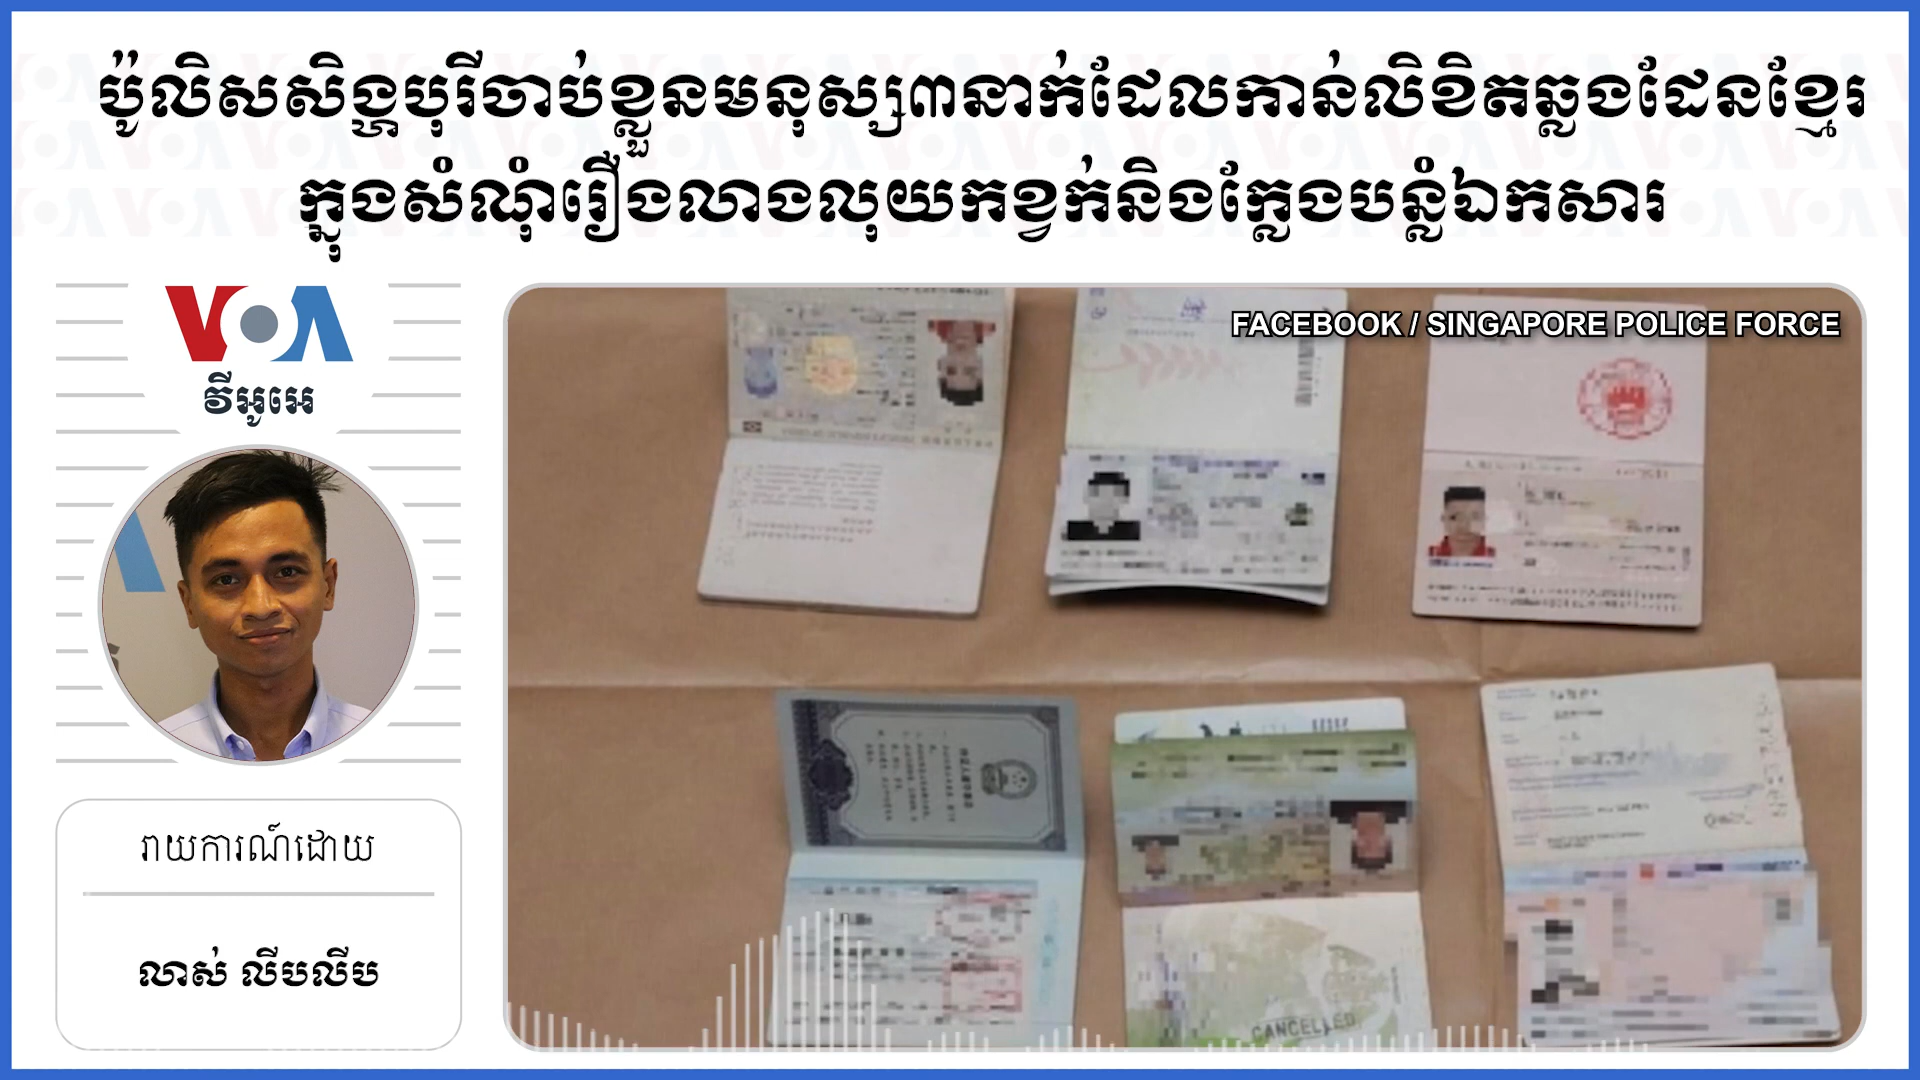 ប៉ូលិសសិង្ហបុរីចាប់ខ្លួនមនុស្ស៣នាក់ដែលកាន់លិខិតឆ្លងដែនខ្មែរ
ក្នុងសំណុំរឿងលាងលុយកខ្វក់និងក្លែងបន្លំឯកសារ
VOA
វីអូអេ
រាយការណ៍ដោយ
លាស់ លីបលីប
FACEBOOK / SINGAPORE POLICE FORCE
CANCELLED